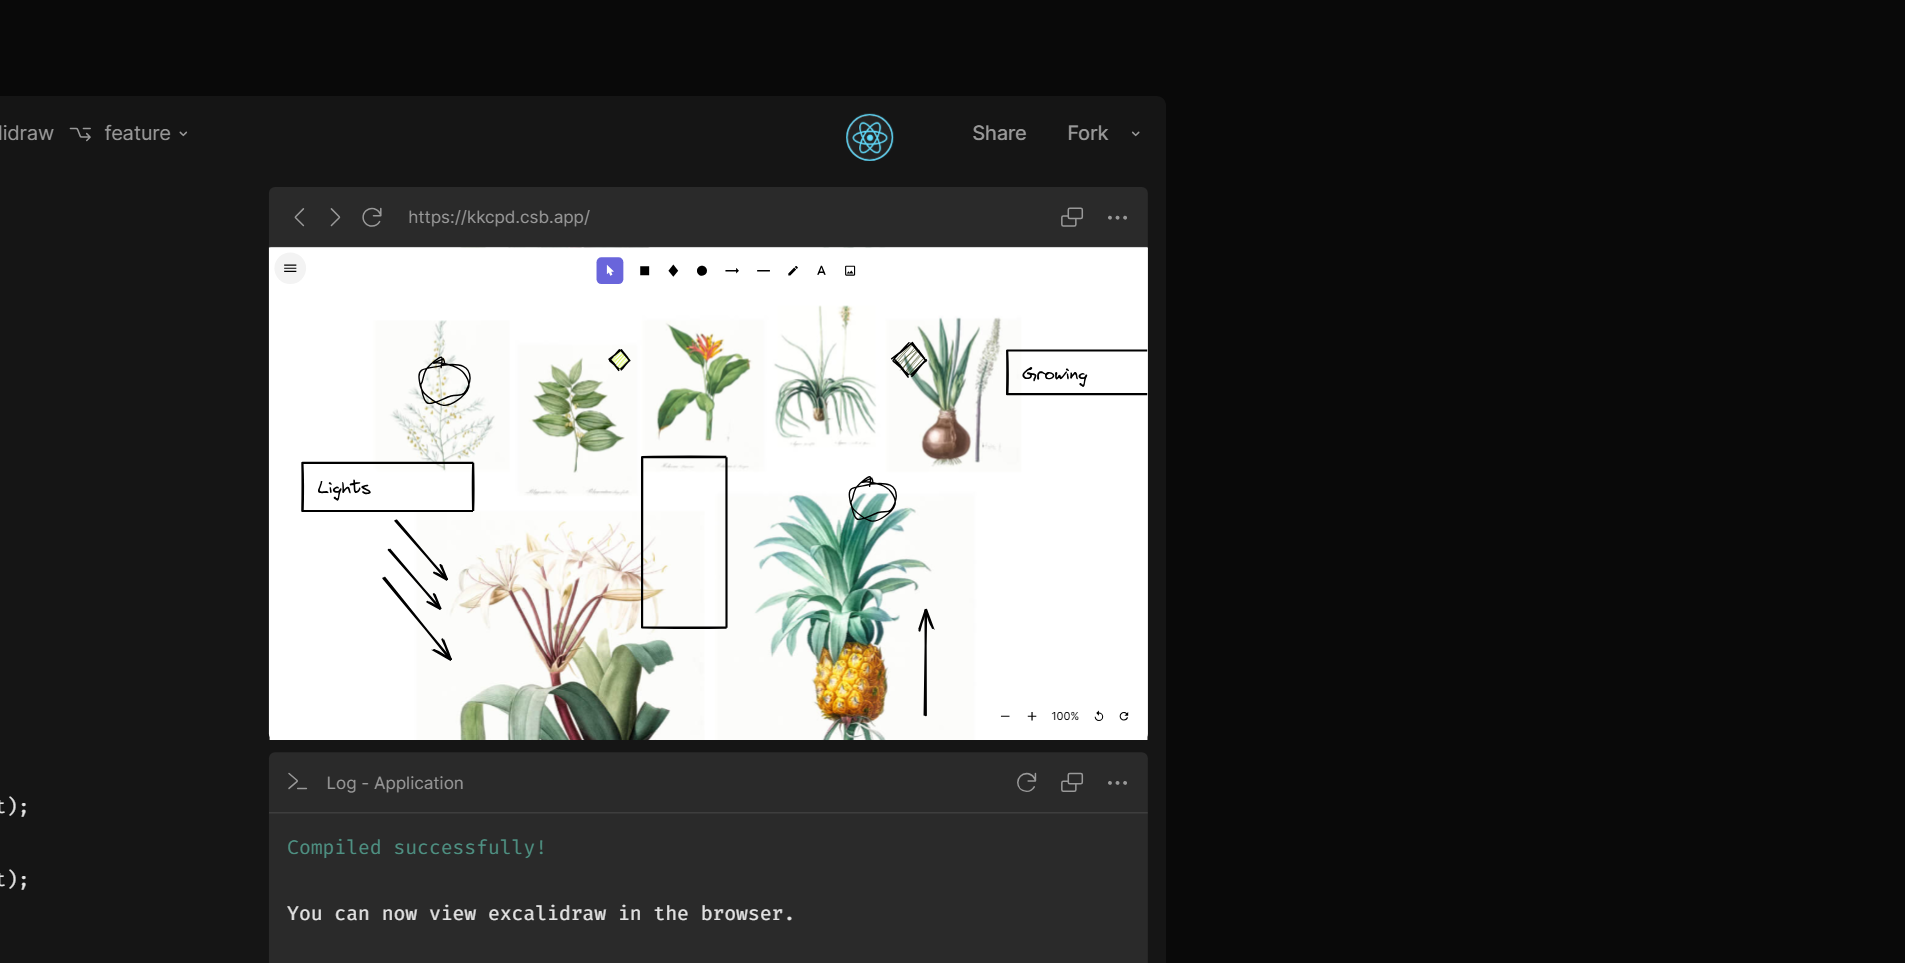 feature
Share
Fork
https://kkcpd.csb.app/
A
Growing
Lights
100%
Log - Application
t);
Compiled successfully!
t);
You can now view excalidraw in the browser.